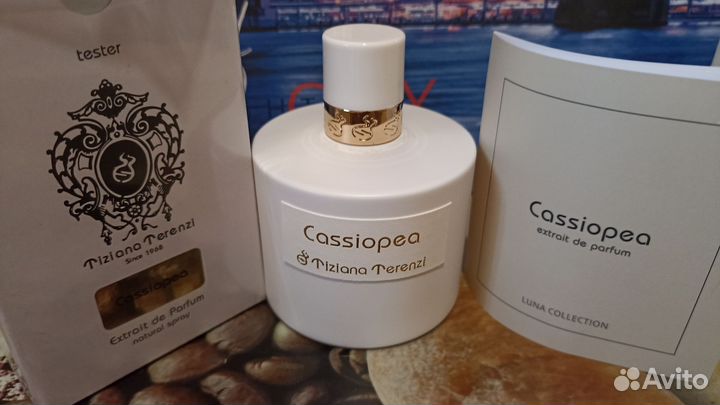 tester
Tiziana Terenzi
Since 1968
Cassiopea
Extrait de Parfum
natural spray
Cassiopea
Tiziana Terenzi
Cassiopea
extrait de parfum
LUNA COLLECTION
Avito